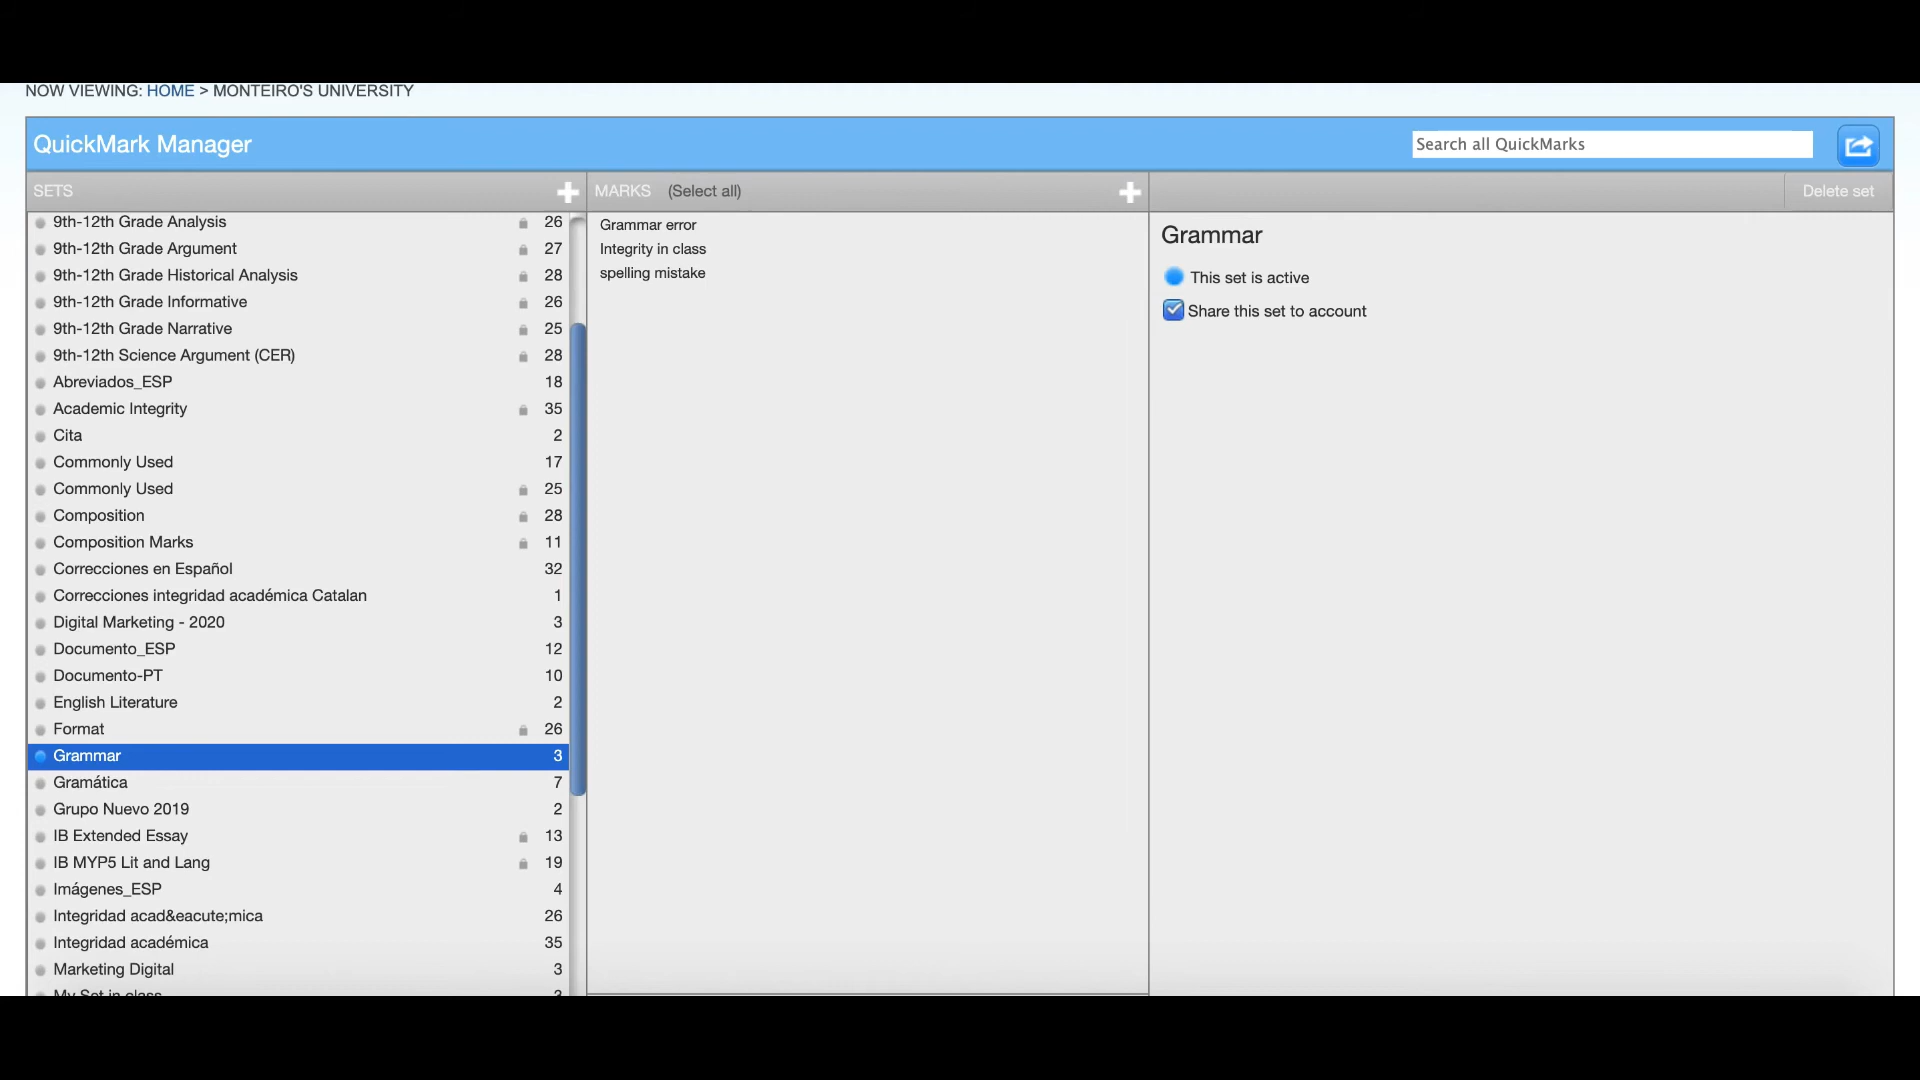 NOW VIEWING: HOME > MONTEIRO'S UNIVERSITY
QuickMark Manager
Search all QuickMarks
SETS
MARKS (Select all)
Delete set
9th-12th Grade Analysis 26
9th-12th Grade Argument 27
9th-12th Grade Historical Analysis 28
9th-12th Grade Informative 26
9th-12th Grade Narrative 25
9th-12th Science Argument (CER) 28
Abreviados_ESP 18
Academic Integrity 35
Cita 2
Commonly Used 17
Commonly Used 25
Composition 28
Composition Marks 11
Correcciones en Español 32
Correcciones integridad académica Catalan 1
Digital Marketing - 2020 3
Documento_ESP 12
Documento-PT 10
English Literature 2
Format 26
Grammar 3
Gramática 7
Grupo Nuevo 2019 2
IB Extended Essay 13
IB MYP5 Lit and Lang 19
Imágenes_ESP 4
Integridad acad&eacute;mica 26
Integridad académica 35
Marketing Digital 3
My Set in class
Grammar error
Integrity in class
spelling mistake
Grammar
This set is active
Share this set to account